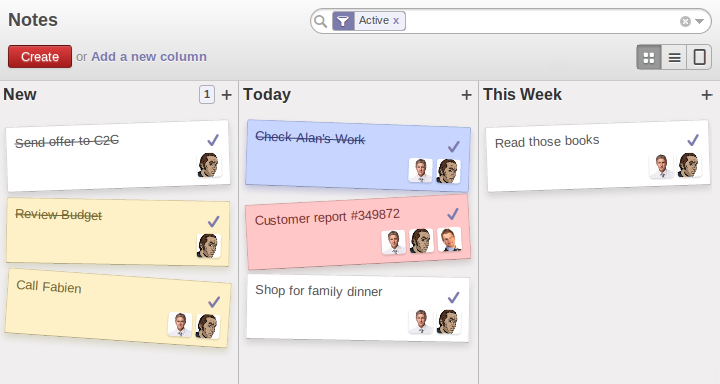 Notes
Active x
Create or Add a new column
New 1 +
Send offer to C2C
Review Budget
Call Fabien
Today +
Check Alan's Work
Customer report #349872
Shop for family dinner
This Week +
Read those books